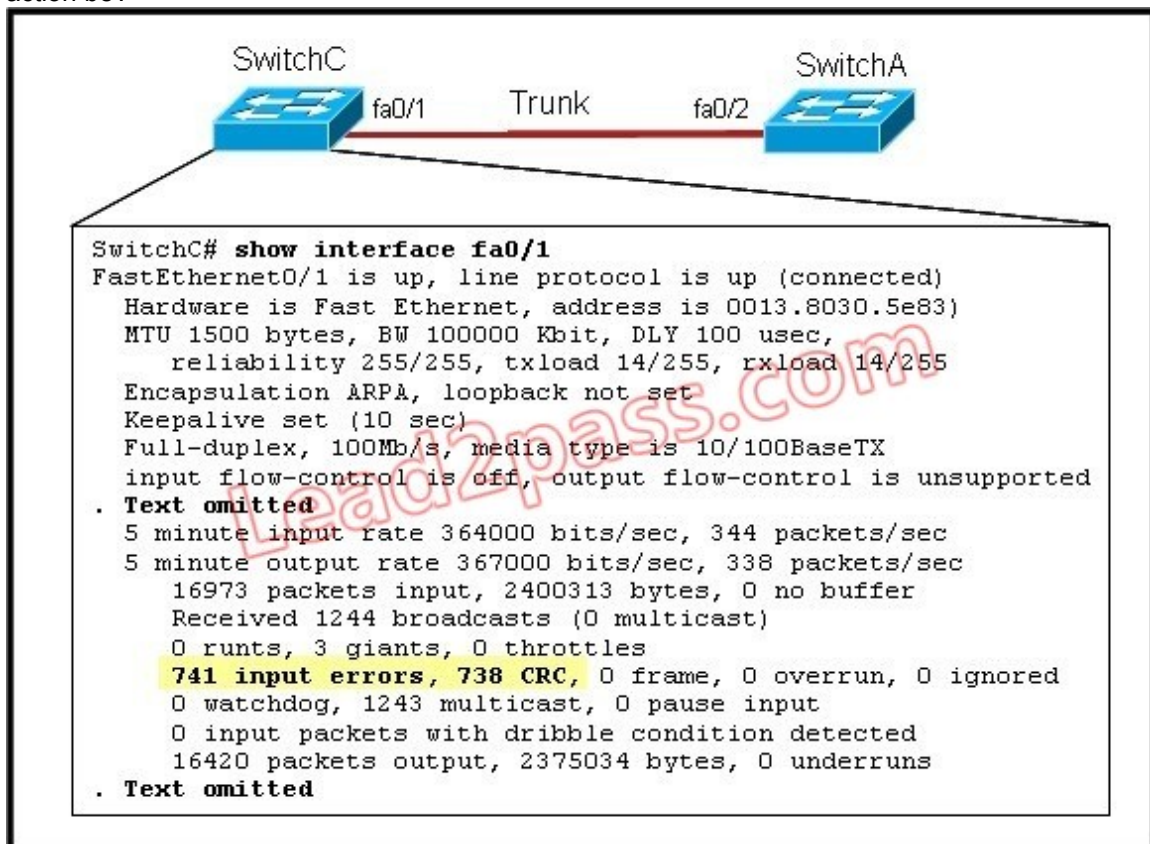 action be?
SwitchC
SwitchA
fa0/1
Trunk
fa0/2
SwitchC# show interface fa0/1
FastEthernet0/1 is up, line protocol is up (connected)
Hardware is Fast Ethernet, address is 0013.8030.5e83)
MTU 1500 bytes, BW 100000 Kbit, DLY 100 usec,
reliability 255/255, txload 14/255, rxload 14/255
Encapsulation ARPA, loopback not set
Keepalive set (10 sec)
Full-duplex, 100Mb/s, media type is 10/100BaseTX
input flow-control is off, output flow-control is unsupported
. Text omitted
5 minute input rate 364000 bits/sec, 344 packets/sec
5 minute output rate 367000 bits/sec, 338 packets/sec
16973 packets input, 2400313 bytes, 0 no buffer
Received 1244 broadcasts (0 multicast)
0 runts, 3 giants, 0 throttles
741 input errors, 738 CRC, 0 frame, 0 overrun, 0 ignored
0 watchdog, 1243 multicast, 0 pause input
0 input packets with dribble condition detected
16420 packets output, 2375034 bytes, 0 underruns
. Text omitted
Lead2pass.com